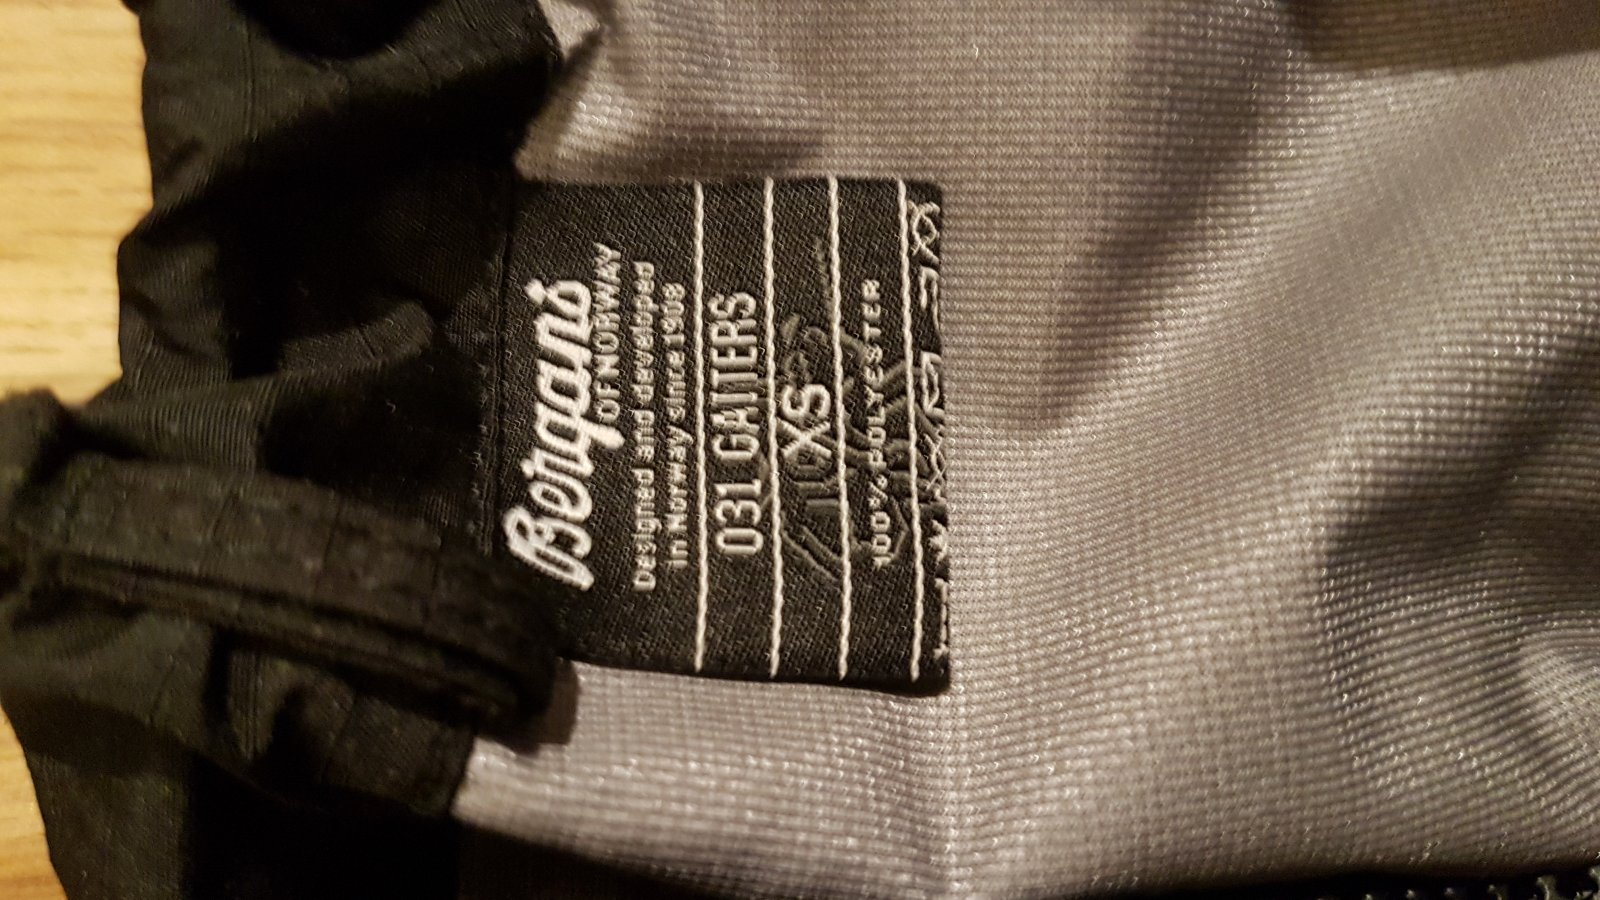 Bergans
OF NORWAY
Designed and developed
in Norway since 1908
031 GAITERS
XS
100% POLYESTER